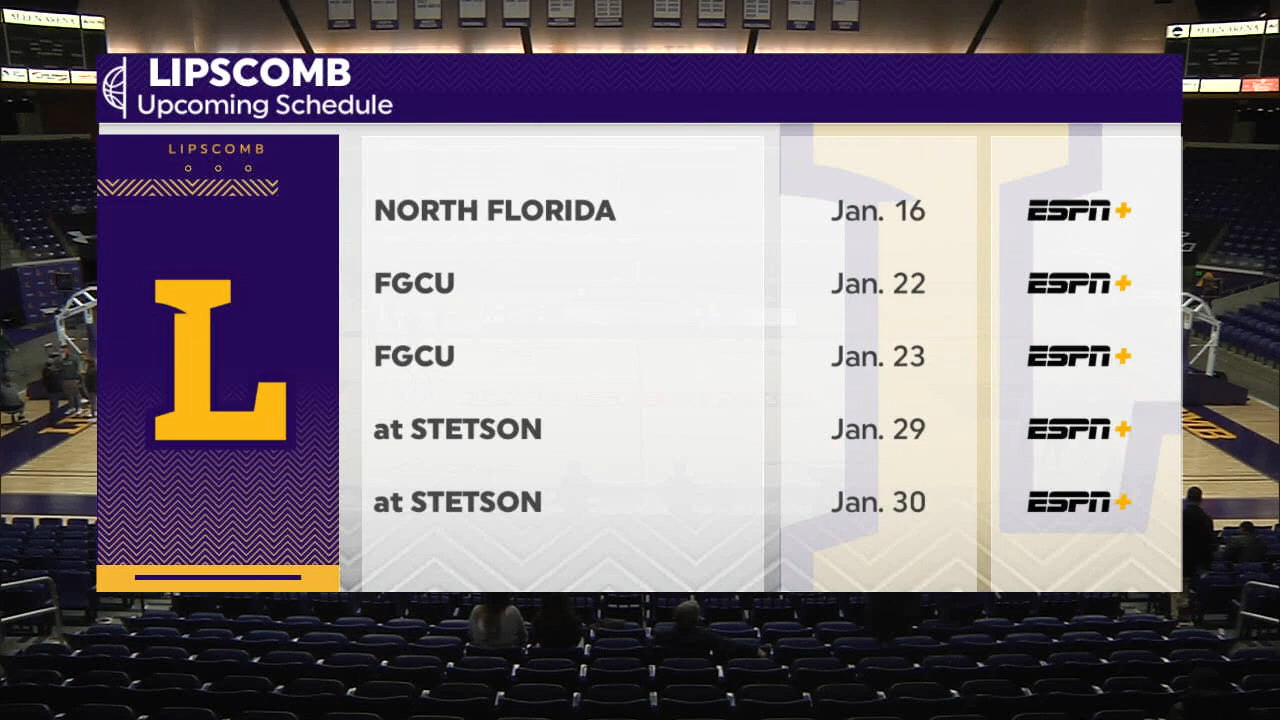 LIPSCOMB
Upcoming Schedule
LIPSCOMB
L
NORTH FLORIDA Jan. 16 ESPN+
FGCU Jan. 22 ESPN+
FGCU Jan. 23 ESPN+
at STETSON Jan. 29 ESPN+
at STETSON Jan. 30 ESPN+